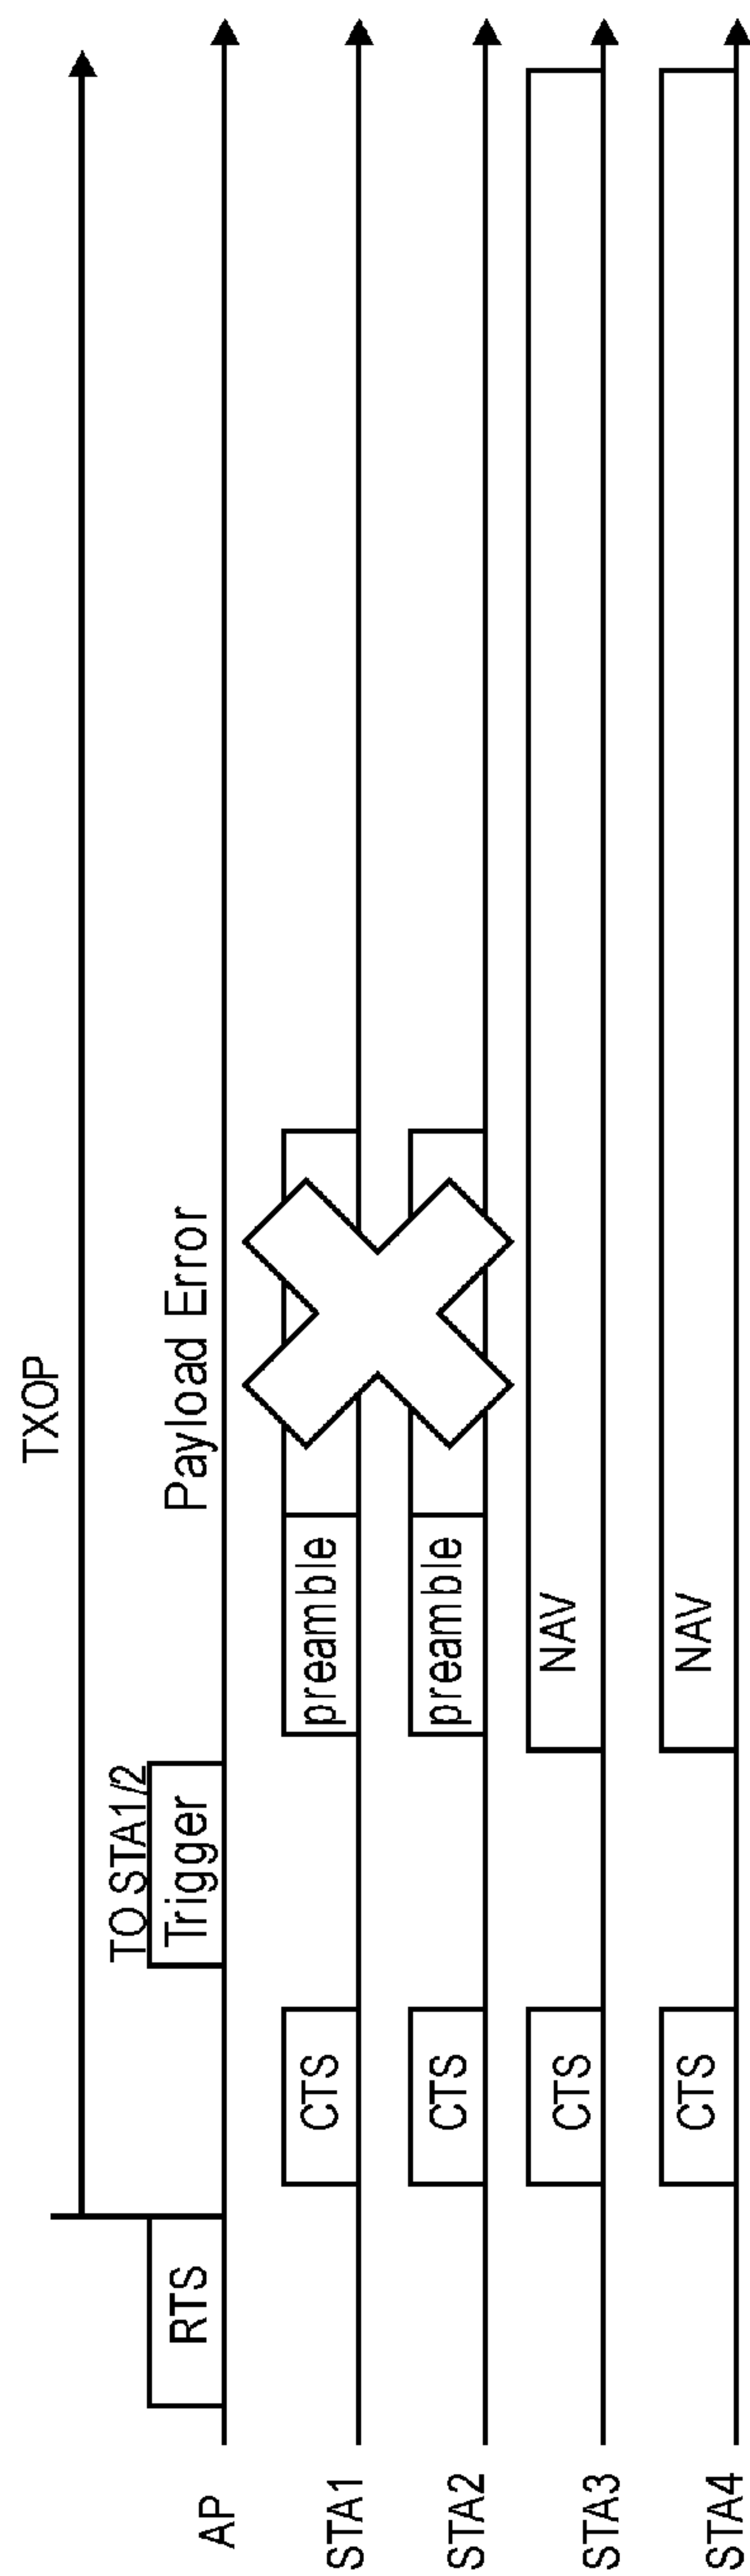 TXOP
TO STA1/2
Payload Error
AP
RTS
Trigger
STA1
CTS
preamble
STA2
CTS
preamble
STA3
CTS
NAV
STA4
CTS
NAV